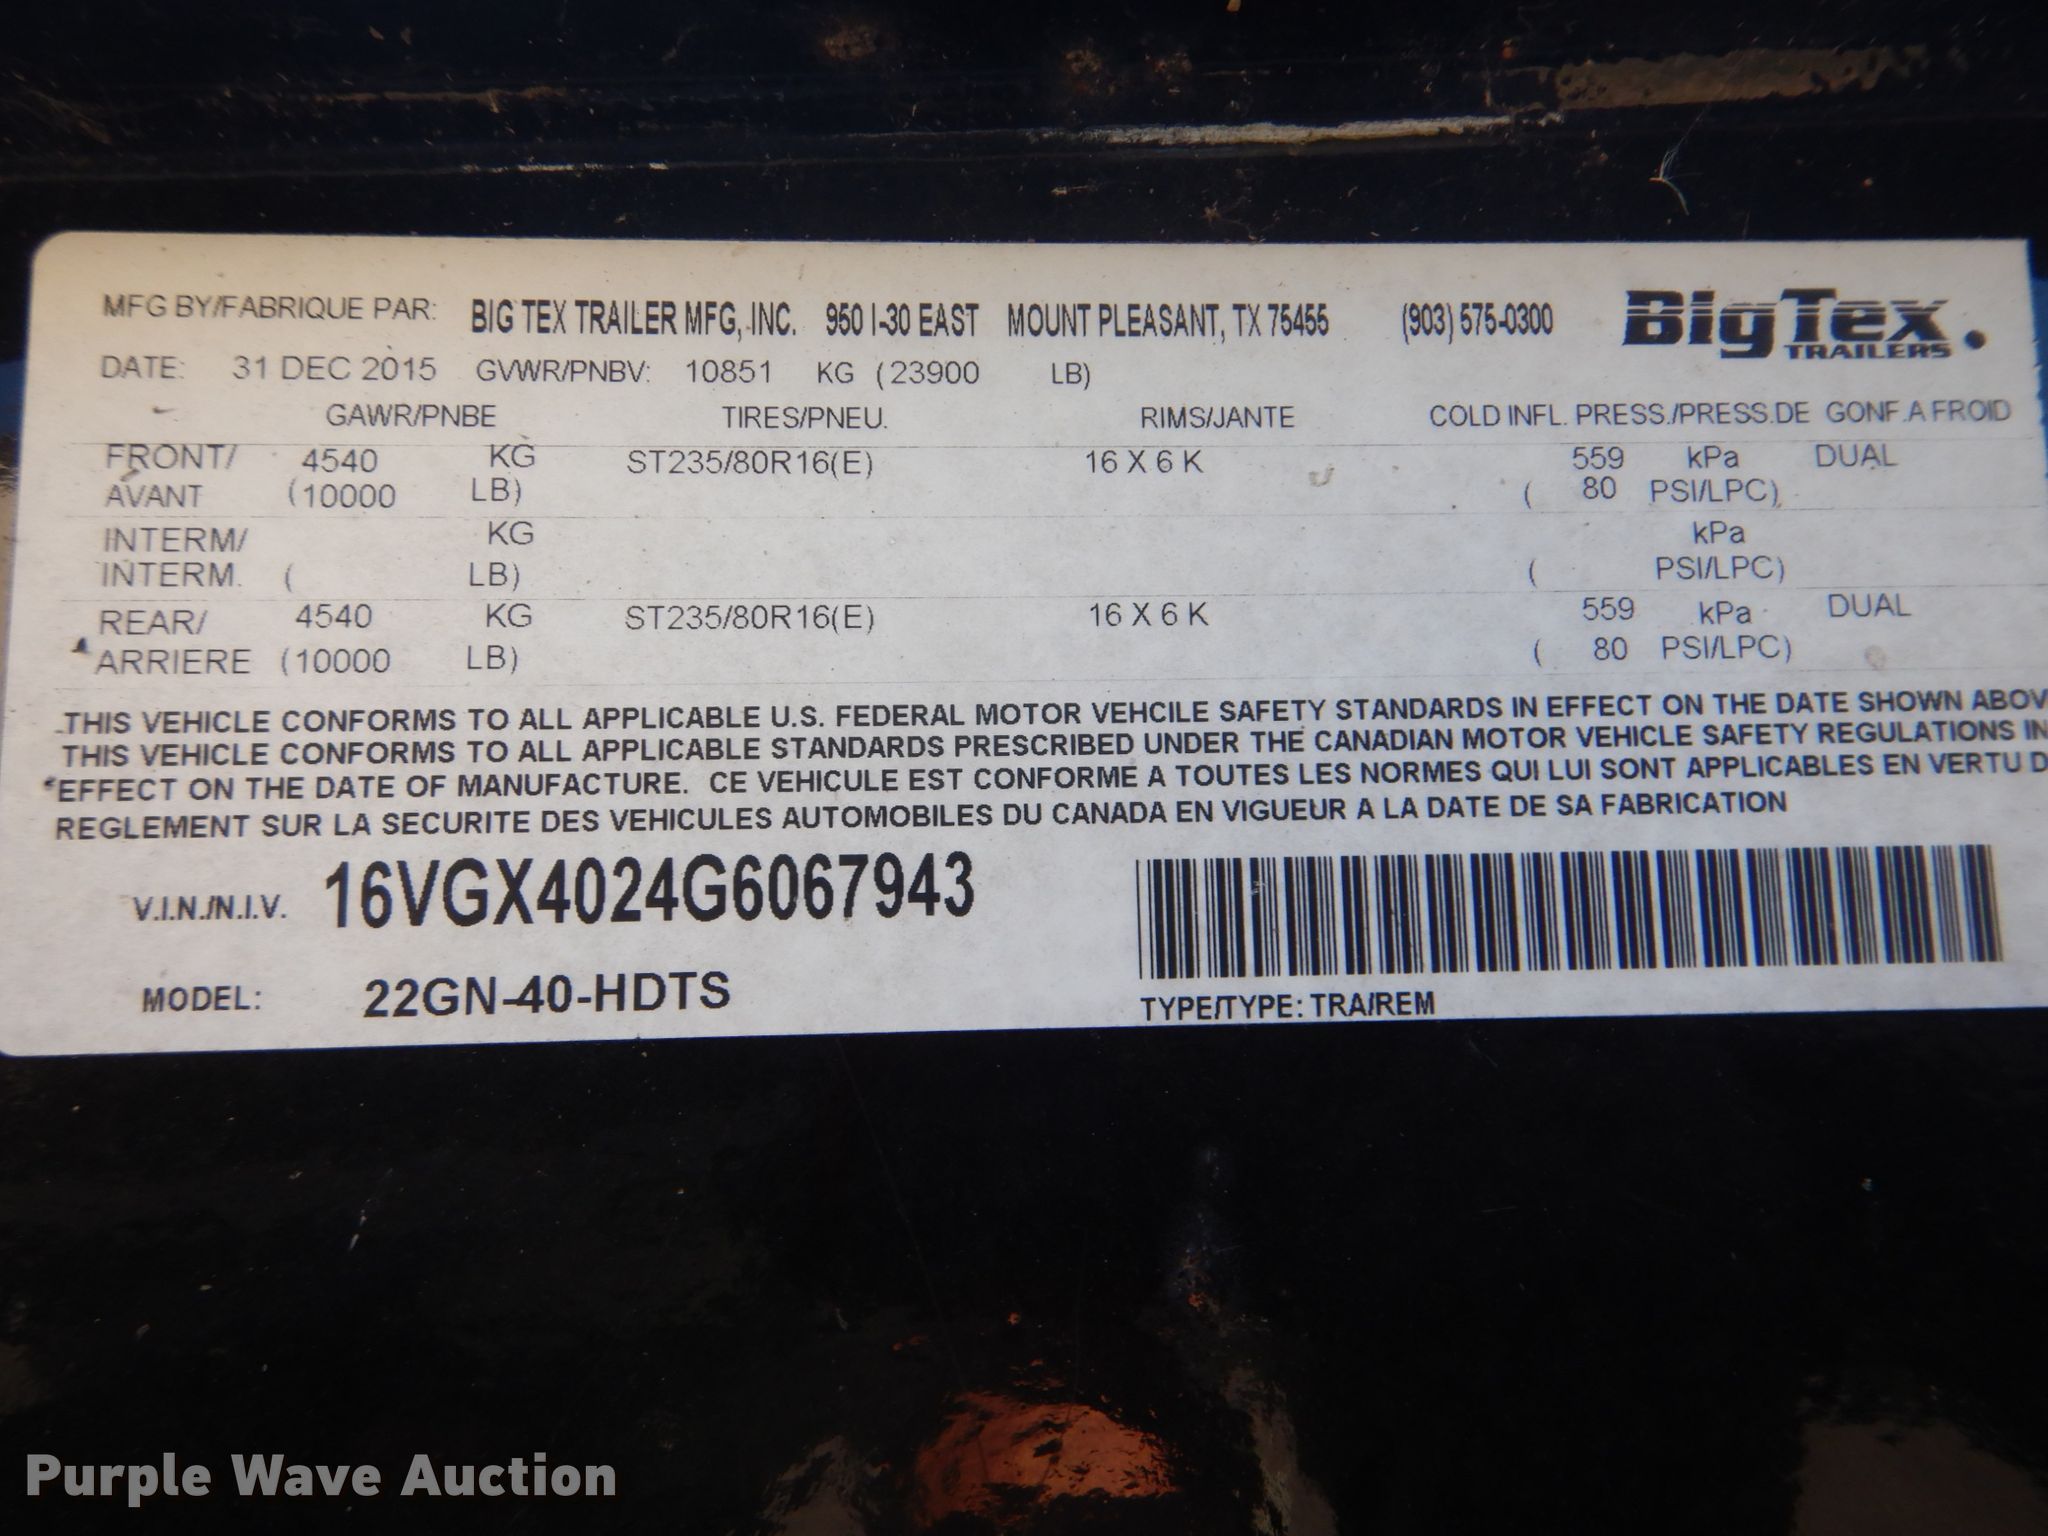 MFG BY/FABRIQUE PAR: BIG TEX TRAILER MFG, INC. 950 I-30 EAST MOUNT PLEASANT, TX 75455 (903) 575-0300 BigTex TRAILERS
DATE: 31 DEC 2015 GVWR/PNBV: 10851 KG (23900 LB)
GAWR/PNBE TIRES/PNEU. RIMS/JANTE COLD INFL. PRESS./PRESS.DE GONF.A FROID
FRONT/ 4540 KG ST235/80R16(E) 16 X 6 K 559 kPa DUAL
AVANT (10000 LB) ( 80 PSI/LPC)
INTERM/ KG kPa
INTERM. ( LB) ( PSI/LPC)
REAR/ 4540 KG ST235/80R16(E) 16 X 6 K 559 kPa DUAL
ARRIERE (10000 LB) ( 80 PSI/LPC)
THIS VEHICLE CONFORMS TO ALL APPLICABLE U.S. FEDERAL MOTOR VEHCILE SAFETY STANDARDS IN EFFECT ON THE DATE SHOWN ABOV
THIS VEHICLE CONFORMS TO ALL APPLICABLE STANDARDS PRESCRIBED UNDER THE CANADIAN MOTOR VEHICLE SAFETY REGULATIONS IN
EFFECT ON THE DATE OF MANUFACTURE. CE VEHICULE EST CONFORME A TOUTES LES NORMES QUI LUI SONT APPLICABLES EN VERTU D
REGLEMENT SUR LA SECURITE DES VEHICULES AUTOMOBILES DU CANADA EN VIGUEUR A LA DATE DE SA FABRICATION
V.I.N./N.I.V. 16VGX4024G6067943
MODEL: 22GN-40-HDTS
TYPE/TYPE: TRA/REM
Purple Wave Auction